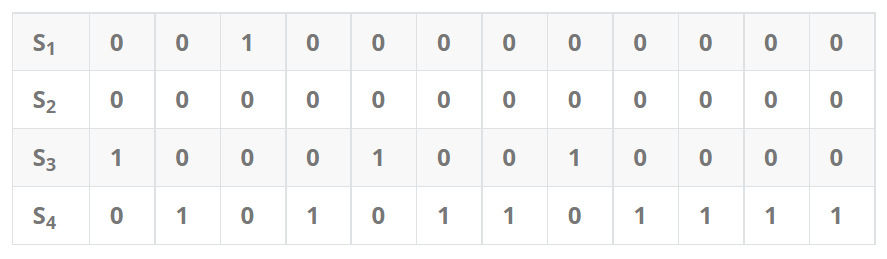 S₁ 0 0 1 0 0 0 0 0 0 0 0 0
S₂ 0 0 0 0 0 0 0 0 0 0 0 0
S₃ 1 0 0 0 1 0 0 1 0 0 0 0
S₄ 0 1 0 1 0 1 1 0 1 1 1 1